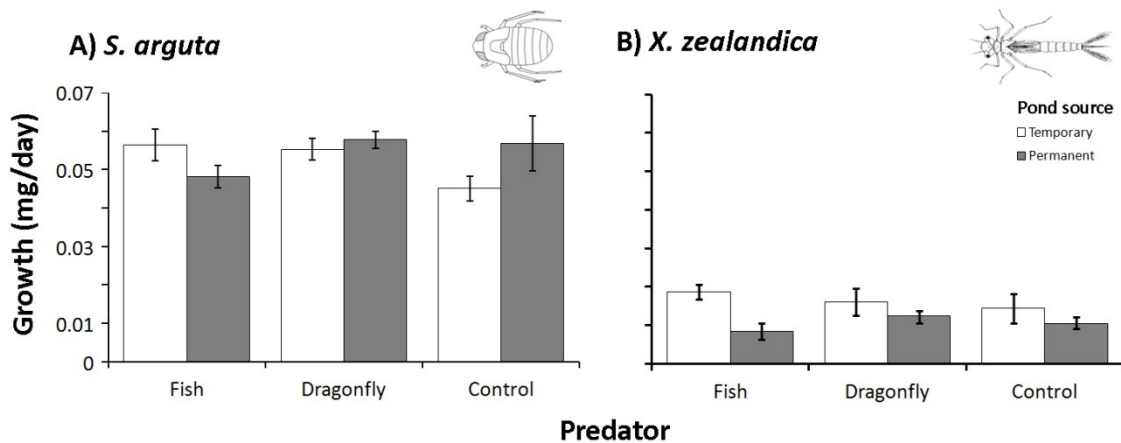 A) S. arguta
B) X. zealandica
Growth (mg/day)
0.07
0.05
0.03
0.01
0
Fish
Dragonfly
Control
Pond source
Temporary
Permanent
Fish
Dragonfly
Control
Predator